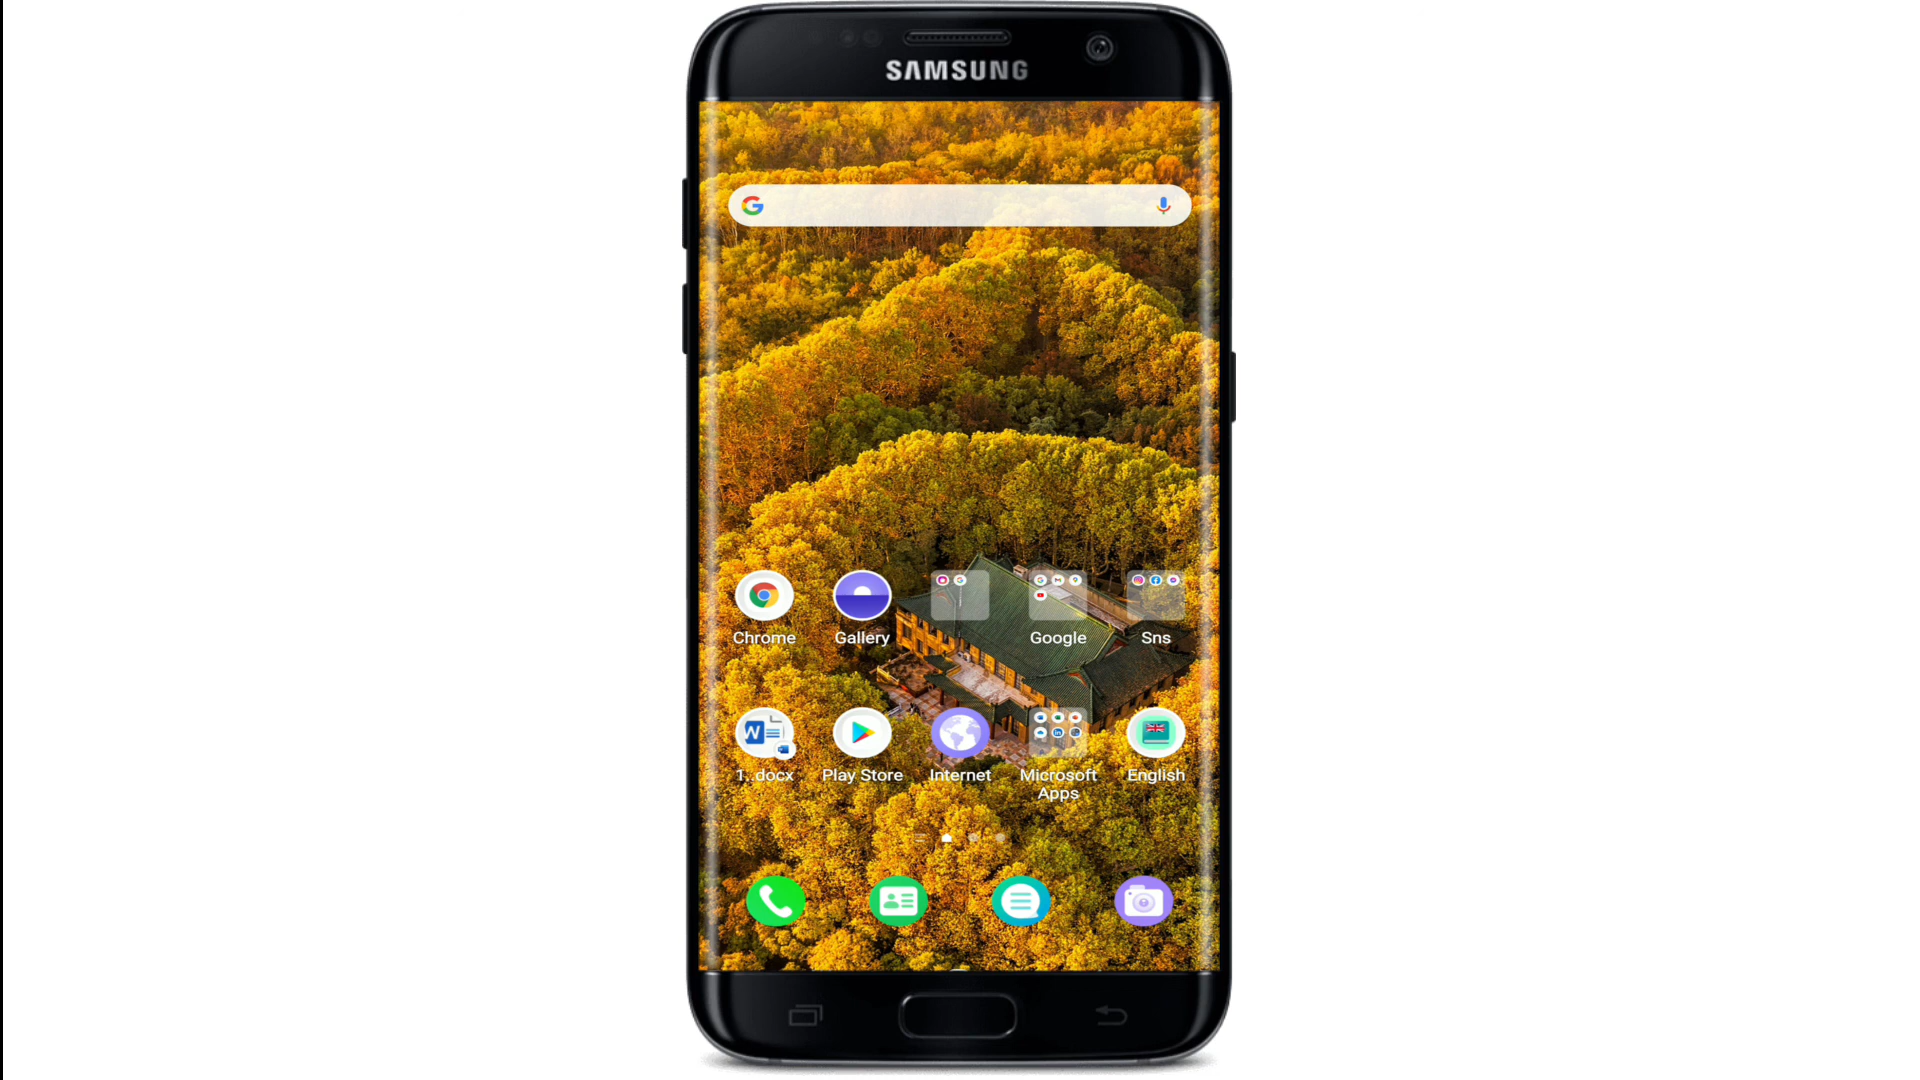 SAMSUNG
Chrome
Gallery
Google
Sns
1..docx
Play Store
Internet
Microsoft
Apps
English